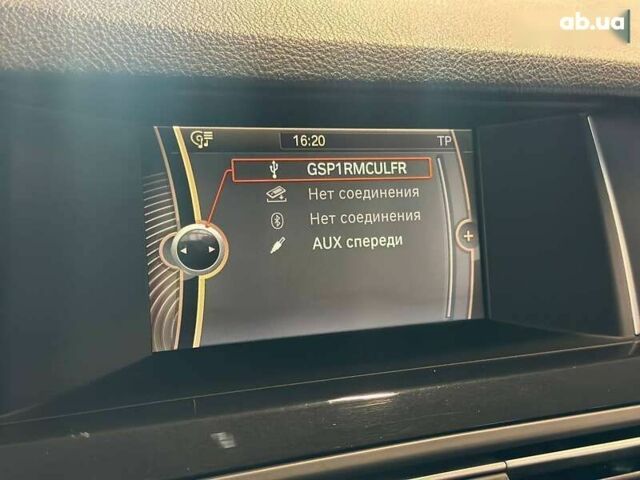 ab.ua
16:20
TP
GSP1RMCULFR
Нет соединения
Нет соединения
AUX спереди